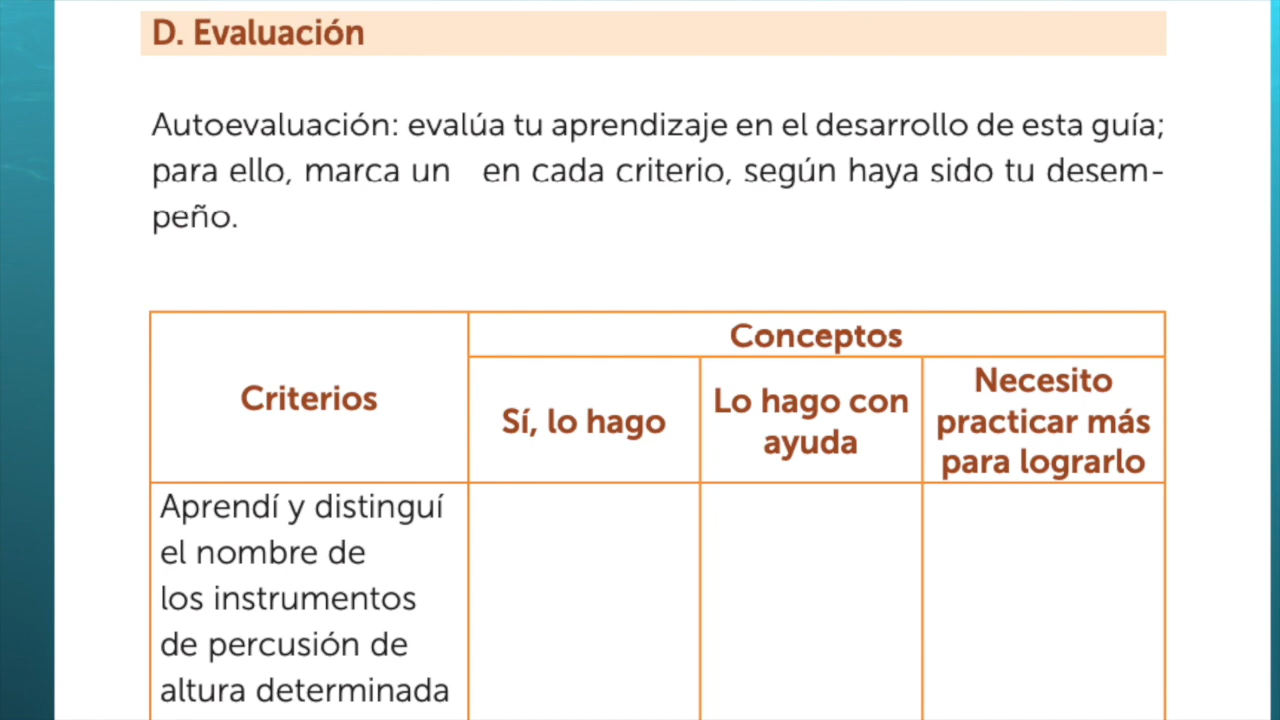 D. Evaluación
Autoevaluación: evalúa tu aprendizaje en el desarrollo de esta guía;
para ello, marca un en cada criterio, según haya sido tu desem-
peño.
Conceptos
Criterios
Sí, lo hago
Lo hago con
ayuda
Necesito
practicar más
para lograrlo
Aprendí y distinguí
el nombre de
los instrumentos
de percusión de
altura determinada